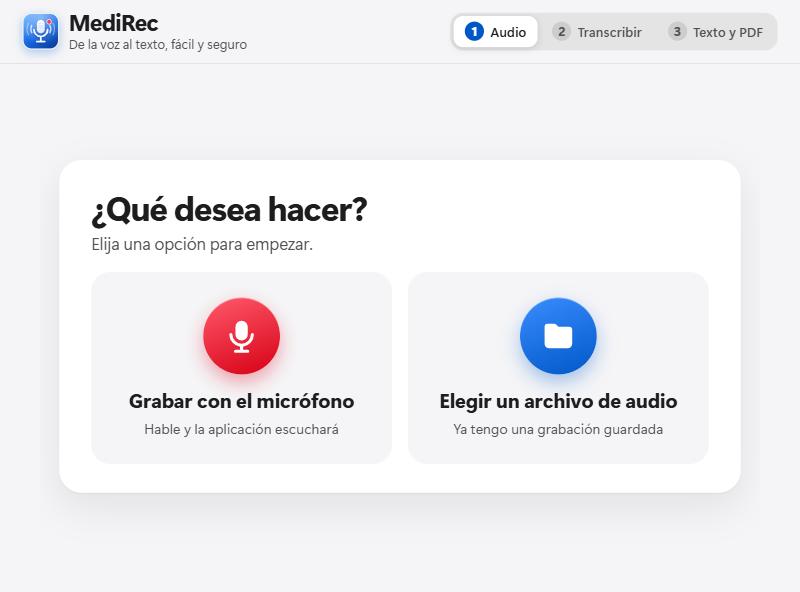 MediRec
De la voz al texto, fácil y seguro
1 Audio
2 Transcribir
3 Texto y PDF
¿Qué desea hacer?
Elija una opción para empezar.
Grabar con el micrófono
Hable y la aplicación escuchará
Elegir un archivo de audio
Ya tengo una grabación guardada